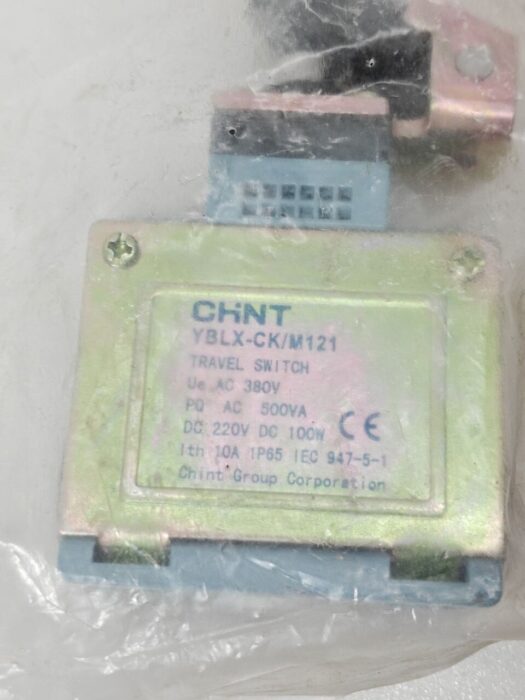 CHINT
YBLX-CK/M121
TRAVEL SWITCH
Ue AC 380V
PQ AC 500VA
DC 220V DC 100W CE
Ith 10A IP65 IEC 947-5-1
Chint Group Corporation